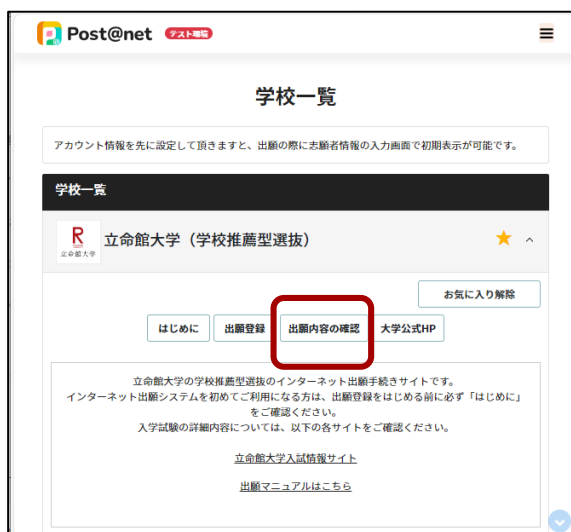 Post@net テスト環境
学校一覧
アカウント情報を先に設定して頂きますと、出願の際に志願者情報の入力画面で初期表示が可能です。
学校一覧
R
立命館大学
立命館大学（学校推薦型選抜）
お気に入り解除
はじめに 出願登録 出願内容の確認 大学公式HP
立命館大学の学校推薦型選抜のインターネット出願手続きサイトです。
インターネット出願システムを初めてご利用になる方は、出願登録をはじめる前に必ず「はじめに」
をご確認ください。
入学試験の詳細内容については、以下の各サイトをご確認ください。
立命館大学入試情報サイト
出願マニュアルはこちら